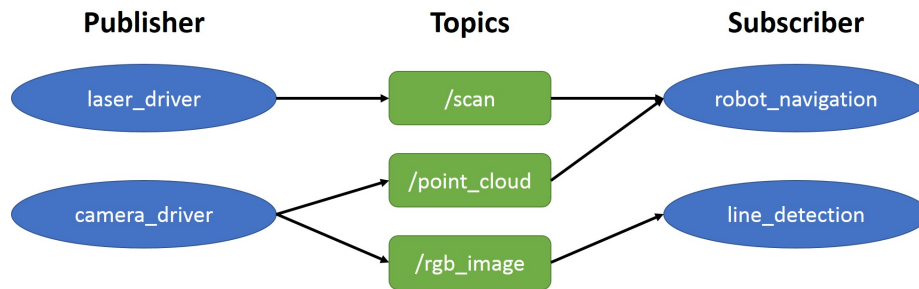 Publisher
Topics
Subscriber
laser_driver
/scan
robot_navigation
/point_cloud
camera_driver
line_detection
/rgb_image